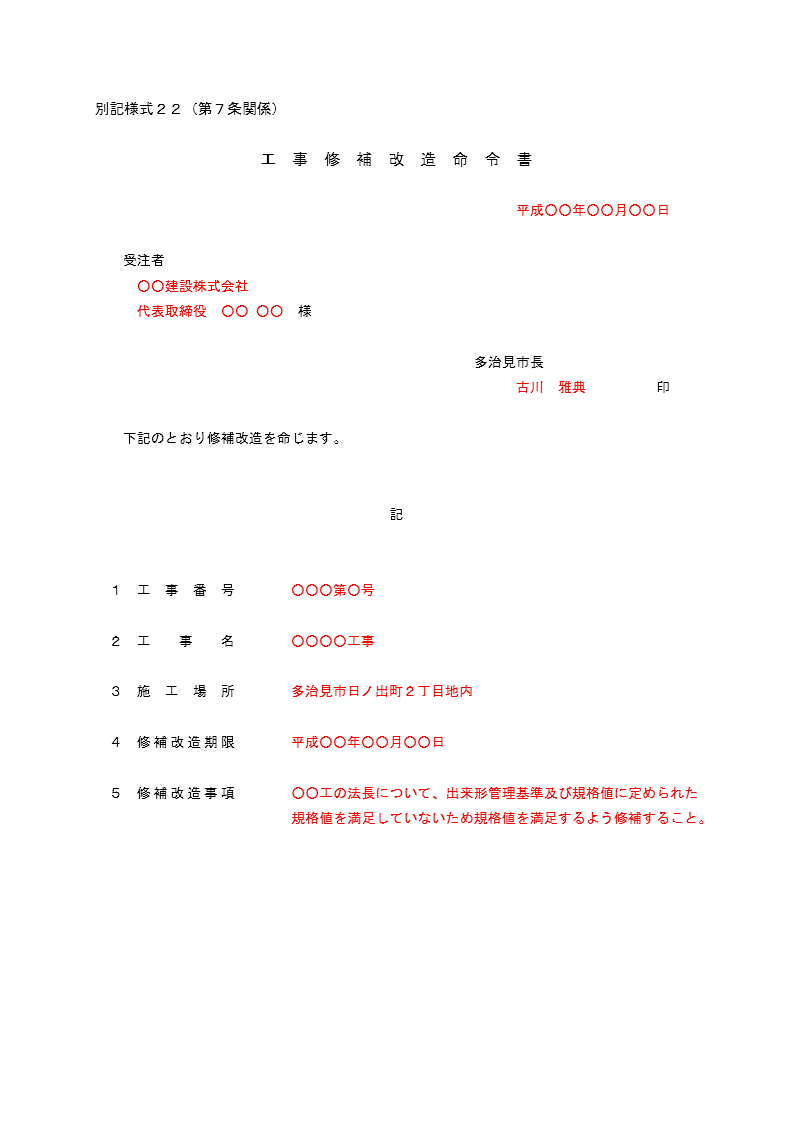 別記様式２２（第７条関係）
工　事　修　補　改　造　命　令　書
平成〇〇年〇〇月〇〇日
受注者
〇〇建設株式会社
代表取締役　〇〇 〇〇　様
多治見市長
古川　雅典　　　　　印
下記のとおり修補改造を命じます。
記
１　工　事　番　号　　　　〇〇〇第〇号
２　工　　事　　名　　　　〇〇〇〇工事
３　施　工　場　所　　　　多治見市日ノ出町２丁目地内
４　修補改造期限　　　　平成〇〇年〇〇月〇〇日
５　修補改造事項　　　　〇〇工の法長について、出来形管理基準及び規格値に定められた
規格値を満足していないため規格値を満足するよう修補すること。